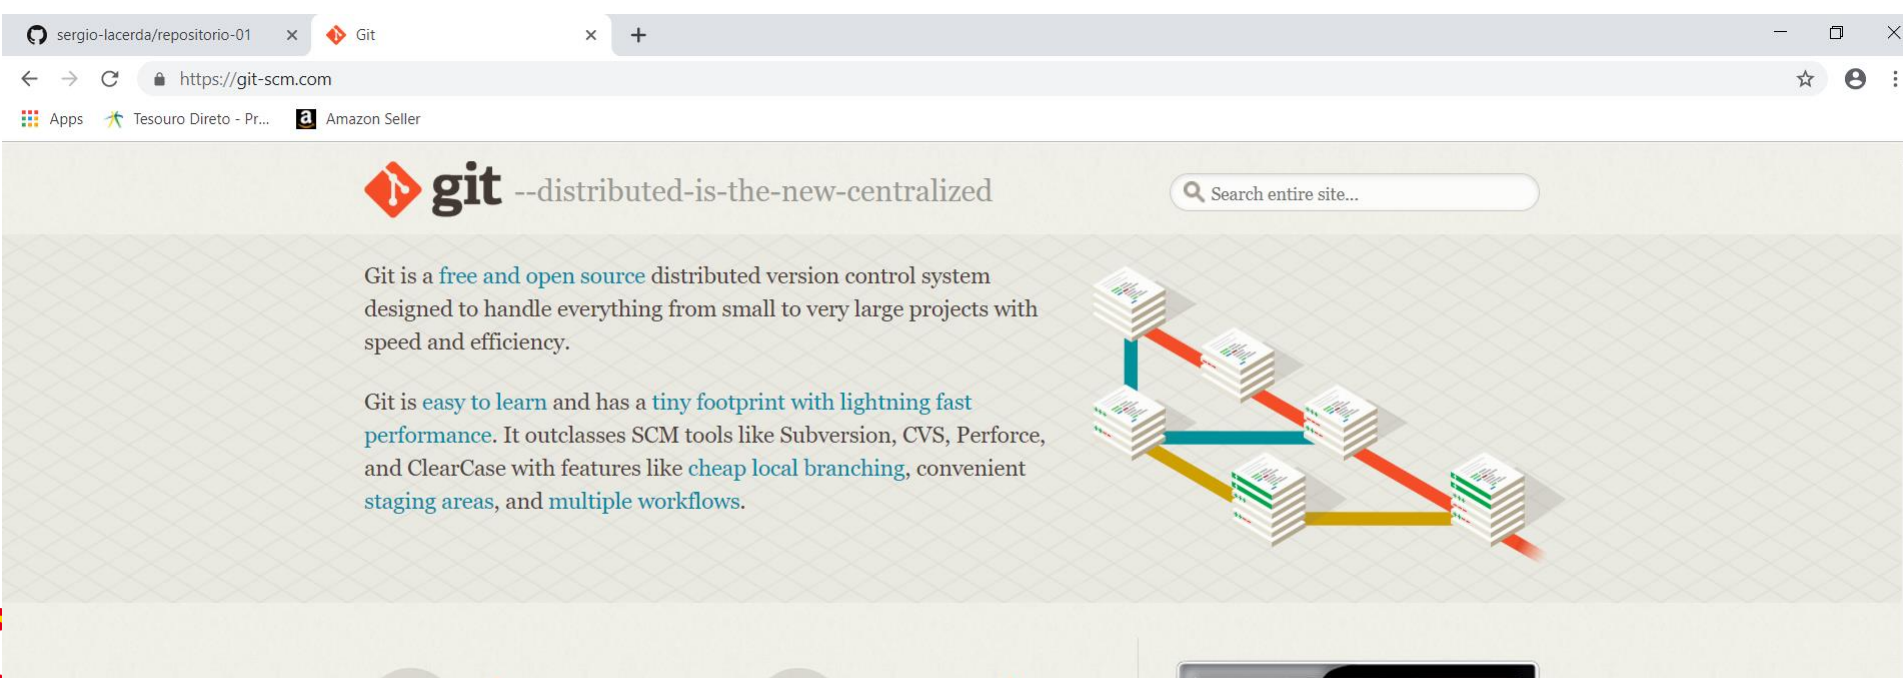 sergio-lacerda/repositorio-01
Git
https://git-scm.com
Apps
Tesouro Direto - Pr...
Amazon Seller
git --distributed-is-the-new-centralized
Search entire site...
Git is a free and open source distributed version control system
designed to handle everything from small to very large projects with
speed and efficiency.
Git is easy to learn and has a tiny footprint with lightning fast
performance. It outclasses SCM tools like Subversion, CVS, Perforce,
and ClearCase with features like cheap local branching, convenient
staging areas, and multiple workflows.